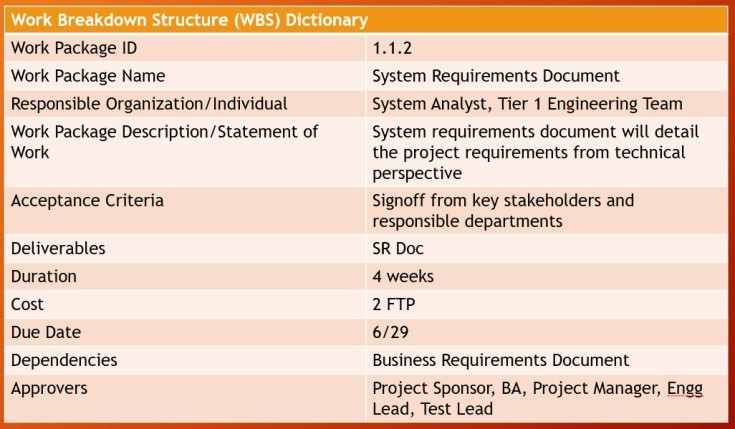 Work Breakdown Structure (WBS) Dictionary
Work Package ID 1.1.2
Work Package Name System Requirements Document
Responsible Organization/Individual System Analyst, Tier 1 Engineering Team
Work Package Description/Statement of
Work
System requirements document will detail
the project requirements from technical
perspective
Acceptance Criteria
Signoff from key stakeholders and
responsible departments
Deliverables SR Doc
Duration 4 weeks
Cost 2 FTP
Due Date 6/29
Dependencies Business Requirements Document
Approvers
Project Sponsor, BA, Project Manager, Engg
Lead, Test Lead